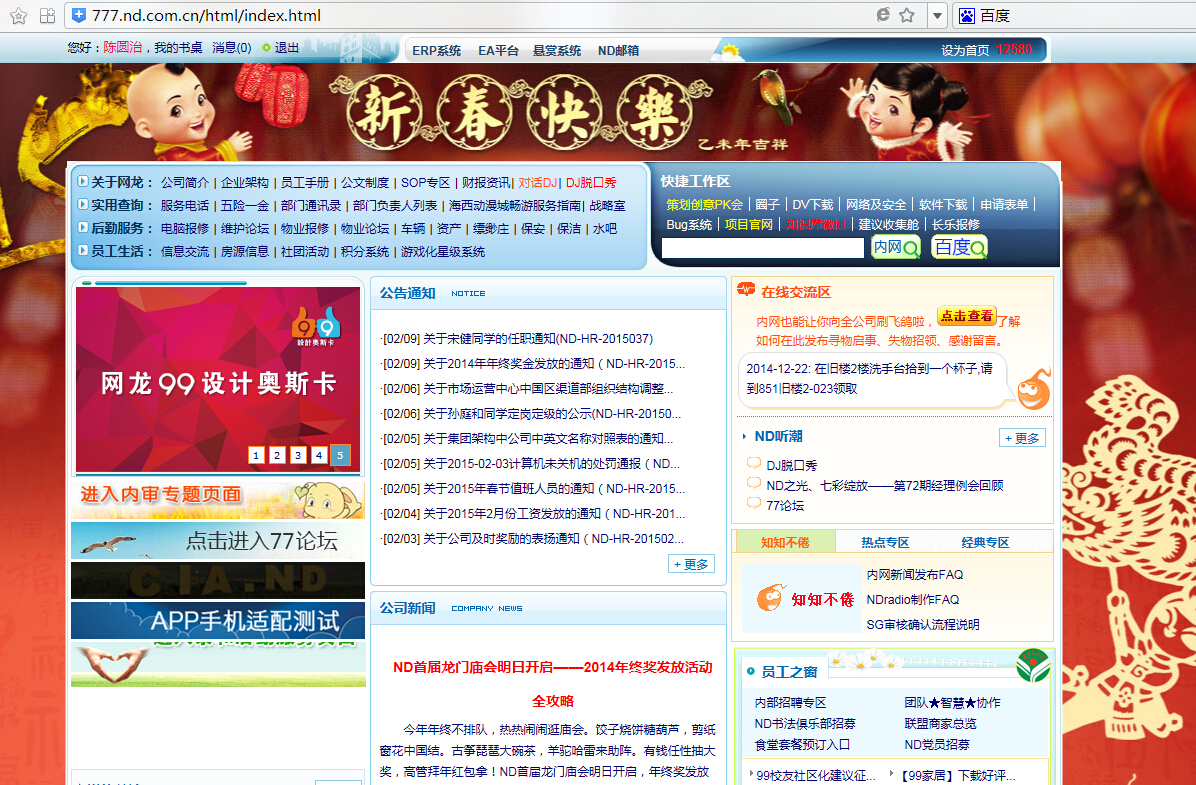 777.nd.com.cn/html/index.html
百度
您好：陈圆治，我的书桌 消息(0) 退出
ERP系统 EA平台 悬赏系统 ND邮箱
设为首页 12580
新春快樂
乙未年吉祥
关于网龙： 公司简介 | 企业架构 | 员工手册 | 公文制度 | SOP专区 | 财报资讯| 对话DJ| DJ脱口秀
实用查询： 服务电话 | 五险一金 | 部门通讯录 | 部门负责人列表 | 海西动漫城畅游服务指南| 战略室
后勤服务： 电脑报修 | 维护论坛 | 物业报修 | 物业论坛 | 车辆 | 资产 | 缥缈庄 | 保安 | 保洁 | 水吧
员工生活： 信息交流 | 房源信息 | 社团活动 | 积分系统 | 游戏化星级系统
快捷工作区
策划创意PK会 | 圈子 | DV下载 | 网络及安全 | 软件下载 | 申请表单 |
Bug系统 | 项目官网 | 知识界微信 | 建议收集舱 | 长乐报修
内网 百度
99
設計奥斯卡
网龙99设计奥斯卡
1 2 3 4 5
进入内审专题页面
点击进入77论坛
CIA.ND
APP手机适配测试
公告通知 NOTICE
·[02/09] 关于宋健同学的任职通知(ND-HR-2015037)
·[02/09] 关于2014年年终奖金发放的通知（ND-HR-2015...
·[02/06] 关于市场运营中心中国区渠道部组织结构调整...
·[02/06] 关于孙庭和同学定岗定级的公示(ND-HR-20150...
·[02/05] 关于集团架构中公司中英文名称对照表的通知...
·[02/05] 关于2015-02-03计算机未关机的处罚通报（ND...
·[02/05] 关于2015年春节值班人员的通知（ND-HR-2015...
·[02/04] 关于2015年2月份工资发放的通知（ND-HR-201...
·[02/03] 关于公司及时奖励的表扬通知（ND-HR-201502...
+ 更多
公司新闻 COMPANY NEWS
ND首届龙门庙会明日开启——2014年终奖发放活动
全攻略
今年年终不排队，热热闹闹逛庙会。饺子烧饼糖葫芦，剪纸
窗花中国结。古筝琵琶大碗茶，羊驼哈雷来助阵。有钱任性抽大
奖，高管拜年红包拿！ND首届龙门庙会明日开启，年终奖发放
在线交流区
内网也能让你向全公司刷飞鸽啦， 点击查看 了解
如何在此发布寻物启事、失物招领、感谢留言。
2014-12-22: 在旧楼2楼洗手台拾到一个杯子,请
到851旧楼2-023领取
ND听潮
+ 更多
DJ脱口秀
ND之光、七彩绽放——第72期经理例会回顾
77论坛
知知不倦 热点专区 经典专区
知知不倦
内网新闻发布FAQ
NDradio制作FAQ
SG审核确认流程说明
员工之窗
内部招聘专区 团队★智慧★协作
ND书法俱乐部招募 联盟商家总览
食堂套餐预订入口 ND党员招募
99校友社区化建议征... 【99家居】下载好评...